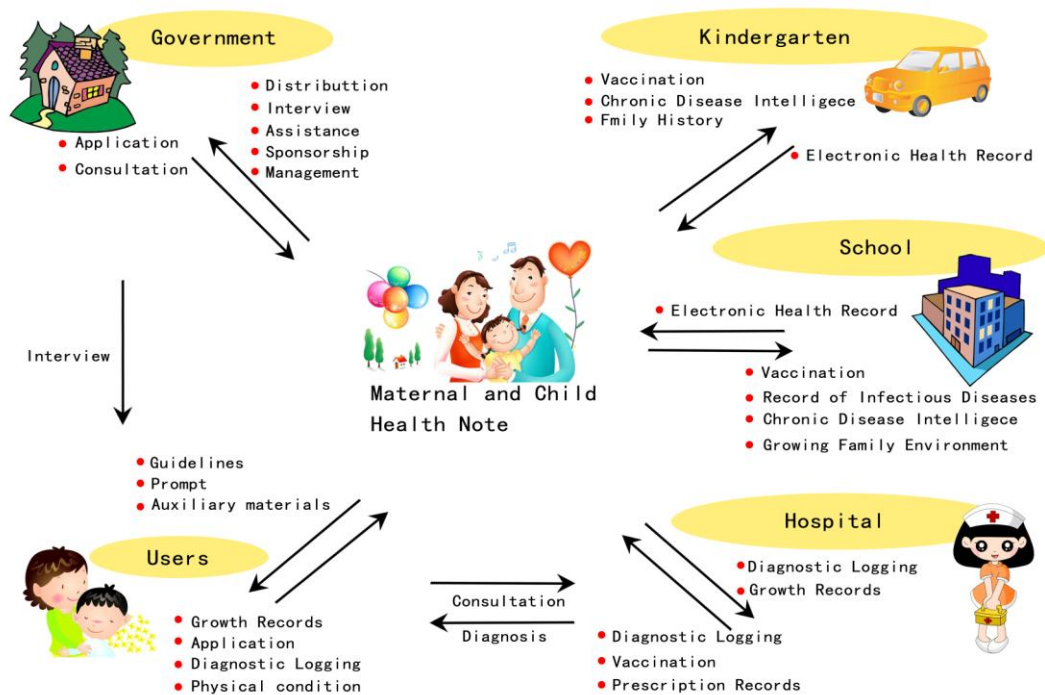 Government
Distributtion
Interview
Assistance
Sponsorship
Management
Application
Consultation
Kindergarten
Vaccination
Chronic Disease Intelligece
Fmily History
Electronic Health Record
School
Electronic Health Record
Vaccination
Record of Infectious Diseases
Chronic Disease Intelligece
Growing Family Environment
Maternal and Child
Health Note
Interview
Guidelines
Prompt
Auxiliary materials
Users
Growth Records
Application
Diagnostic Logging
Physical condition
Consultation
Diagnosis
Hospital
Diagnostic Logging
Growth Records
Diagnostic Logging
Vaccination
Prescription Records